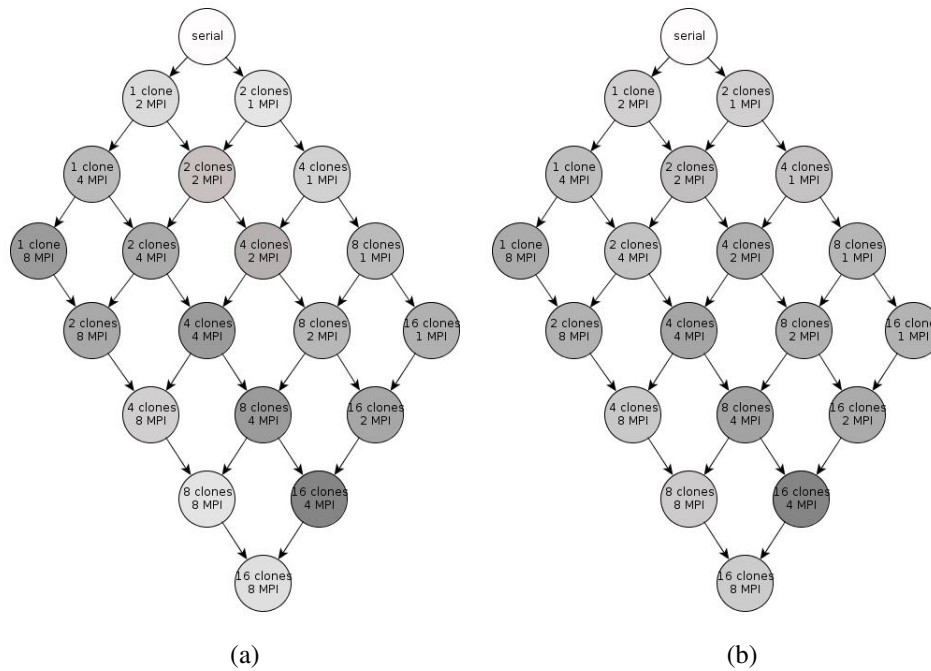 serial
1 clone
2 MPI
2 clones
1 MPI
1 clone
4 MPI
2 clones
2 MPI
4 clones
1 MPI
1 clone
8 MPI
2 clones
4 MPI
4 clones
2 MPI
8 clones
1 MPI
2 clones
8 MPI
4 clones
4 MPI
8 clones
2 MPI
16 clones
1 MPI
4 clones
8 MPI
8 clones
4 MPI
16 clones
2 MPI
8 clones
8 MPI
16 clones
4 MPI
16 clones
8 MPI
(a)
serial
1 clone
2 MPI
2 clones
1 MPI
1 clone
4 MPI
2 clones
2 MPI
4 clones
1 MPI
1 clone
8 MPI
2 clones
4 MPI
4 clones
2 MPI
8 clones
1 MPI
2 clones
8 MPI
4 clones
4 MPI
8 clones
2 MPI
16 clones
1 MPI
4 clones
8 MPI
8 clones
4 MPI
16 clones
2 MPI
8 clones
8 MPI
16 clones
4 MPI
16 clones
8 MPI
(b)